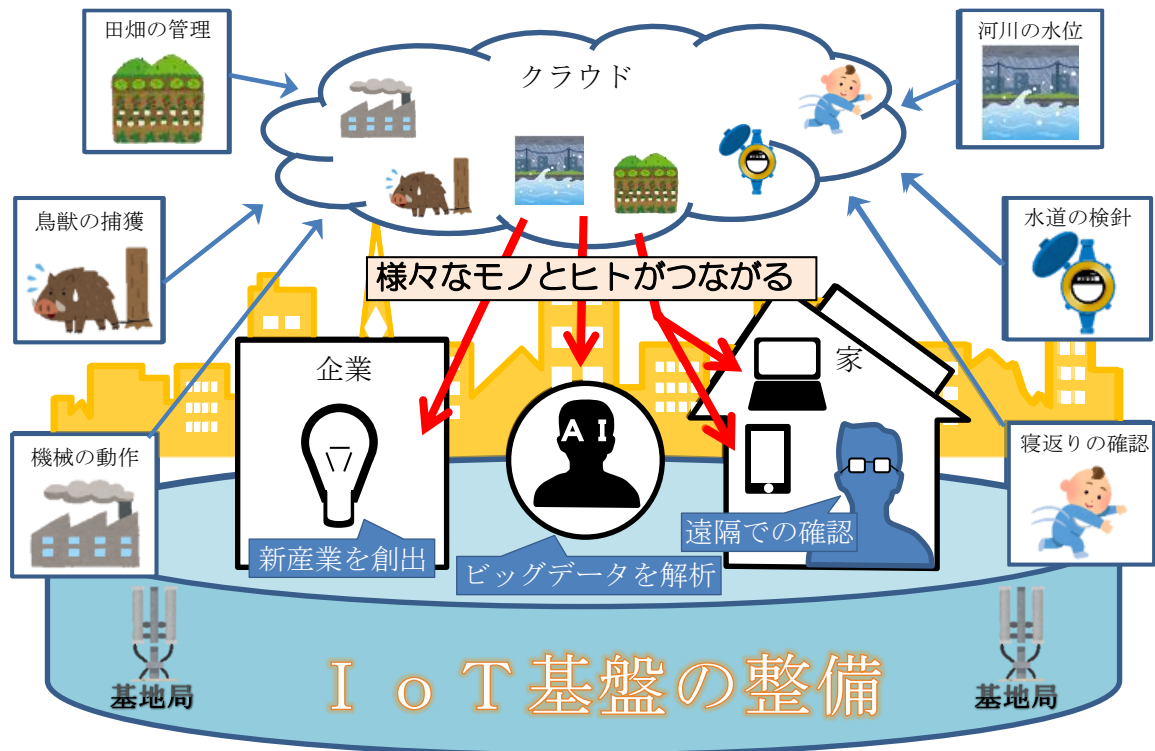 田畑の管理
クラウド
河川の水位
鳥獣の捕獲
水道の検針
様々なモノとヒトがつながる
企業
家
ＡＩ
機械の動作
寝返りの確認
新産業を創出
ビッグデータを解析
遠隔での確認
基地局
ＩｏＴ基盤の整備
基地局